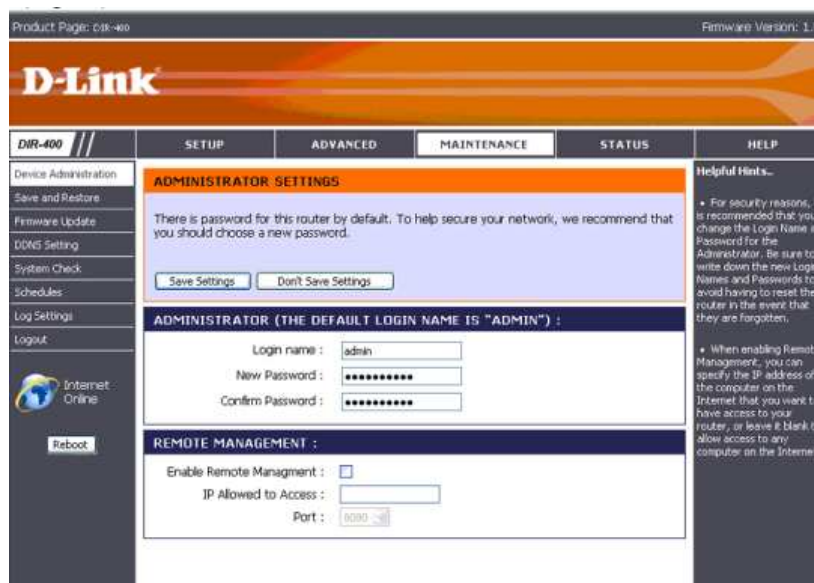 Product Page: DIR-400
Firmware Version: 1.
D-Link
DIR-400
SETUP
ADVANCED
MAINTENANCE
STATUS
HELP
Device Administration
Save and Restore
Firmware Update
DDNS Setting
System Check
Schedules
Log Settings
Logout
Internet
Online
Reboot
ADMINISTRATOR SETTINGS
There is password for this router by default. To help secure your network, we recommend that
you should choose a new password.
Save Settings
Don't Save Settings
ADMINISTRATOR (THE DEFAULT LOGIN NAME IS "ADMIN") :
Login name : admin
New Password : ••••••••••
Confirm Password : ••••••••••
REMOTE MANAGEMENT :
Enable Remote Managment :
IP Allowed to Access :
Port : 8080
Helpful Hints..
• For security reasons,
is recommended that you
change the Login Name
Password for the
Administrator. Be sure to
write down the new
Names and Passwords to
avoid having to reset the
router in the event that
they are forgotten.
• When enabling
Management, you can
specify the IP address of
the computer on the
Internet that you want
have access to your
router, or leave it blank
allow access to any
computer on the